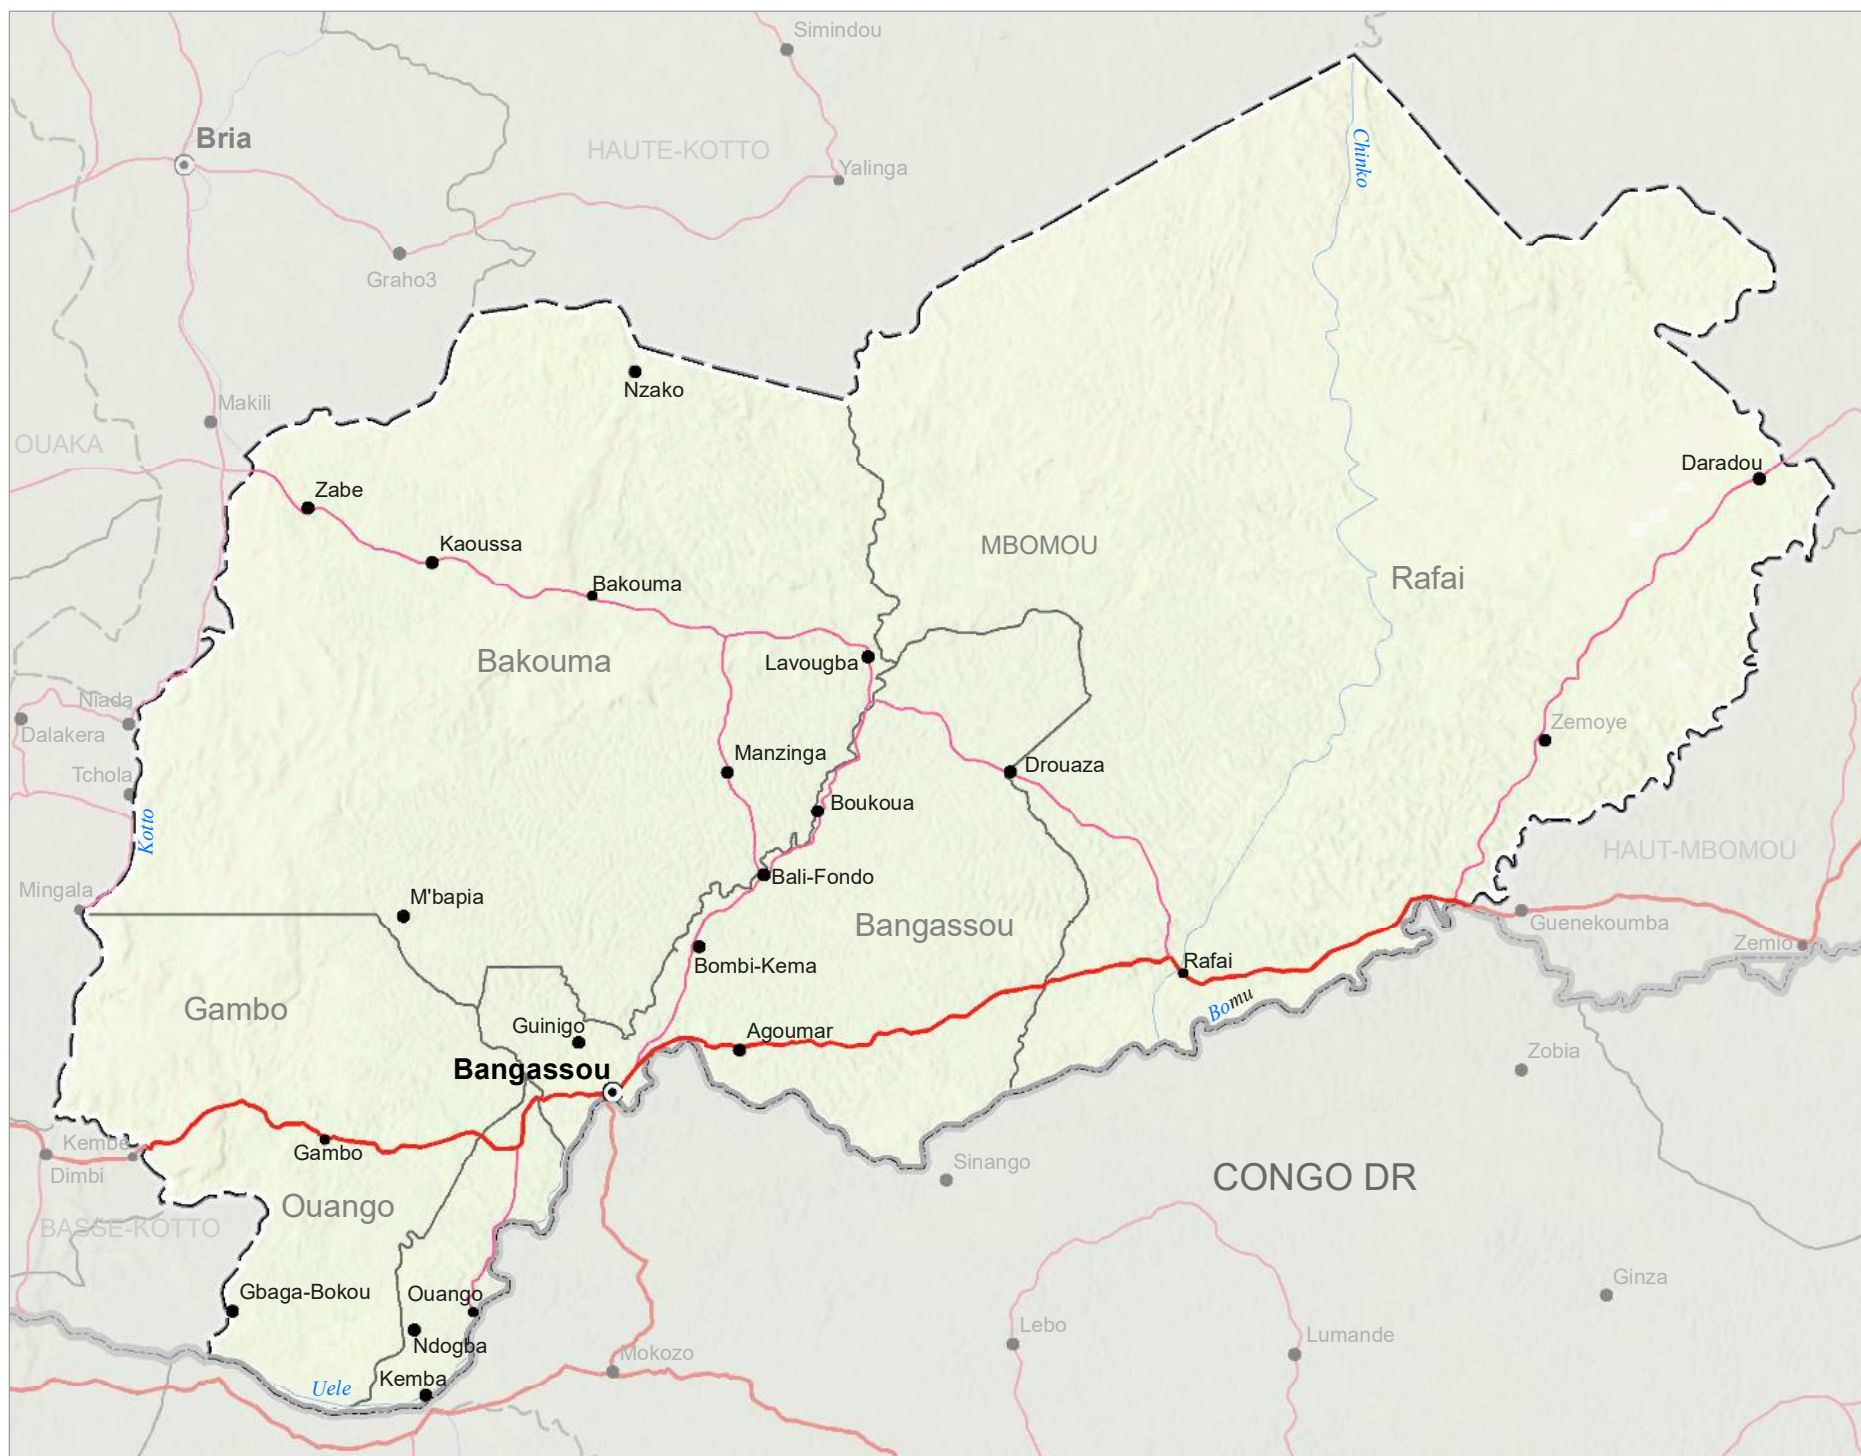 Simindou
Bria
HAUTE-KOTTO
Chinko
Yalinga
Graho3
Nzako
Makili
OUAKA
Daradou
Zabe
Kaoussa
MBOMOU
Rafai
Bakouma
Bakouma
Lavougba
Niada
Zemoye
Dalakera
Manzinga
Drouaza
Tchola
Boukoua
Kotto
HAUT-MBOMOU
Mingala
Bali-Fondo
M'bapia
Bangassou
Guenekoumba
Zemio
Bombi-Kema
Rafai
Gambo
Bomu
Guinigo
Agoumar
Zobia
Bangassou
Kembe
Gambo
Sinango
Dimbi
CONGO DR
Ouango
BASSE-KOTTO
Ginza
Gbaga-Bokou
Ouango
Lebo
Lumande
Ndogba
Mokozo
Kemba
Uele